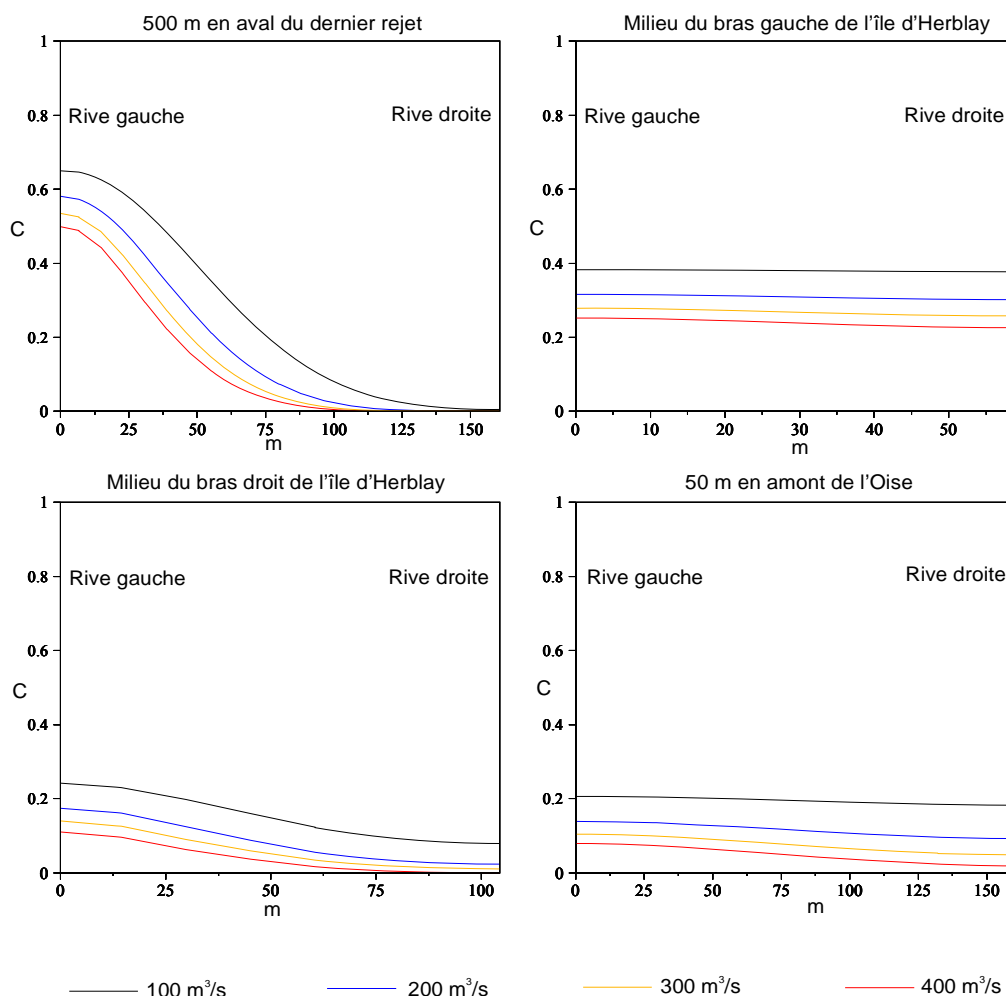 500 m en aval du dernier rejet
1
0.8
Rive gauche
Rive droite
0.6
C
0.4
0.2
0
0 25 50 75 100 125 150
m
Milieu du bras gauche de l'île d'Herblay
1
0.8
Rive gauche
Rive droite
0.6
C
0.4
0.2
0
0 10 20 30 40 50
m
Milieu du bras droit de l'île d'Herblay
1
0.8
Rive gauche
Rive droite
0.6
C
0.4
0.2
0
0 25 50 75 100
m
50 m en amont de l'Oise
1
0.8
Rive gauche
Rive droite
0.6
C
0.4
0.2
0
0 25 50 75 100 125 150
m
100 m³/s 200 m³/s 300 m³/s 400 m³/s